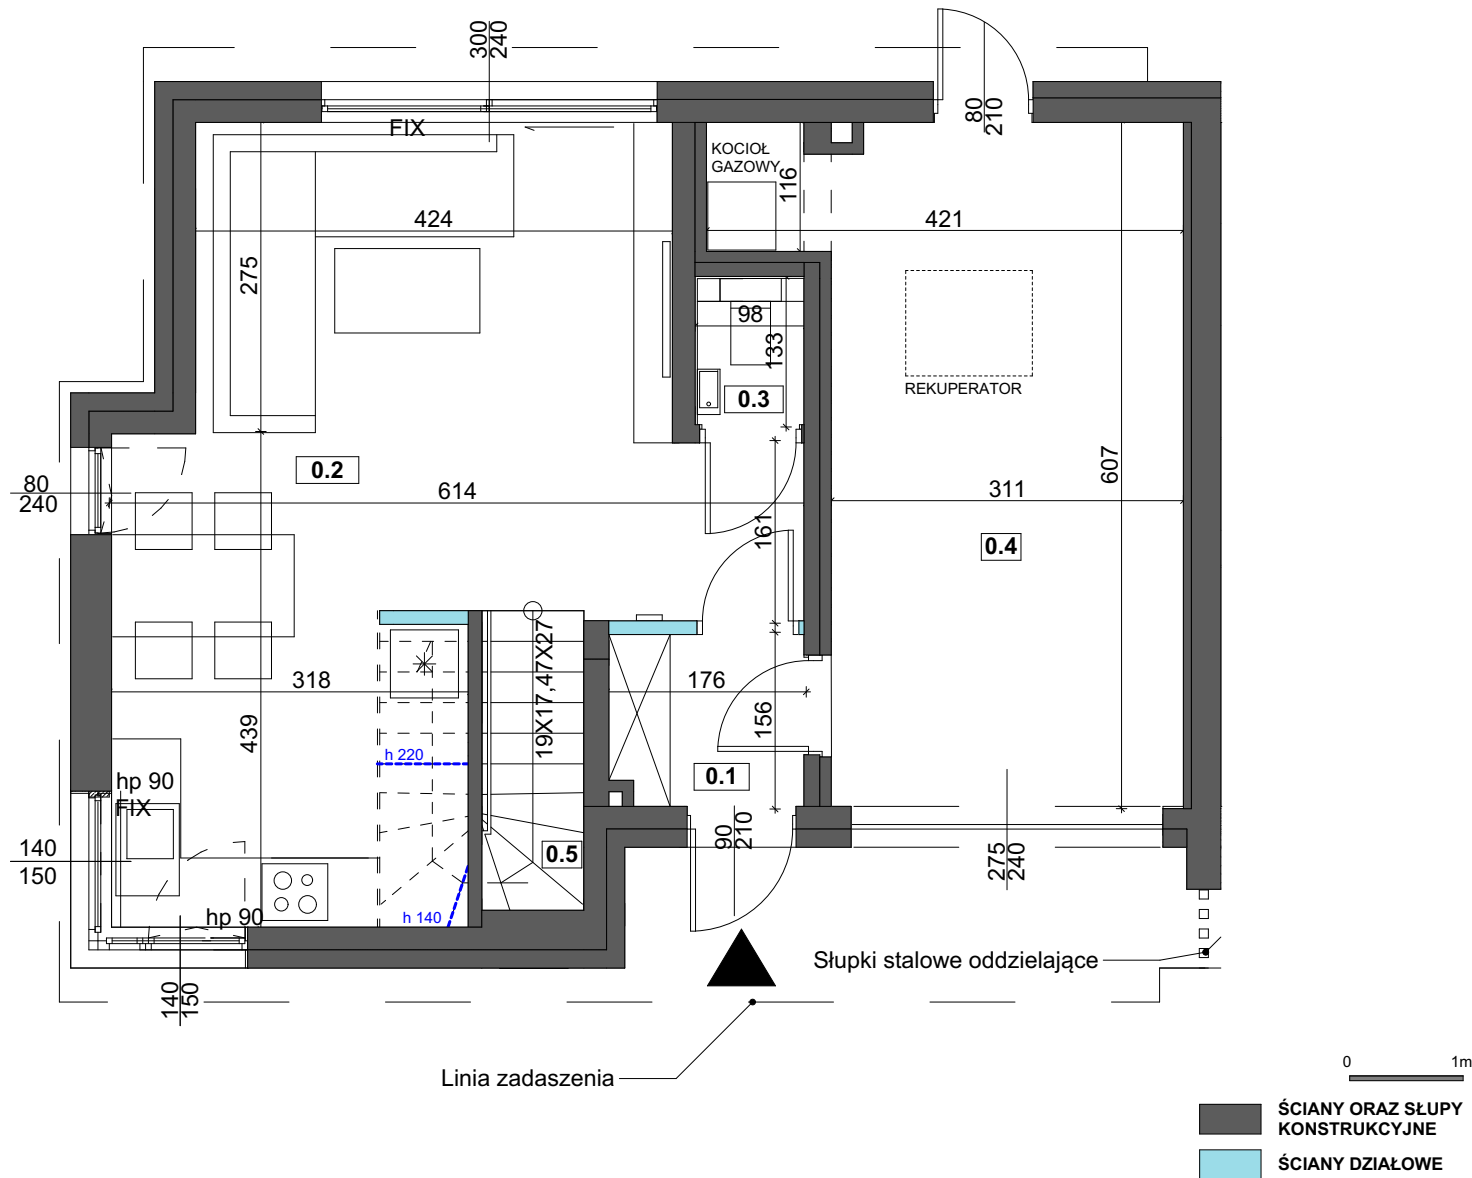 300
240
80
210
FIX
KOCIOŁ
GAZOWY
116
424
421
275
98
133
REKUPERATOR
0.3
0.2
607
80
240
614
311
161
0.4
19X17,47X27
318
176
439
156
h 220
0.1
hp 90
FIX
90
210
140
150
0.5
275
240
hp 90
h 140
Słupki stalowe oddzielające
140
150
Linia zadaszenia
0 1m
ŚCIANY ORAZ SŁUPY
KONSTRUKCYJNE
ŚCIANY DZIAŁOWE